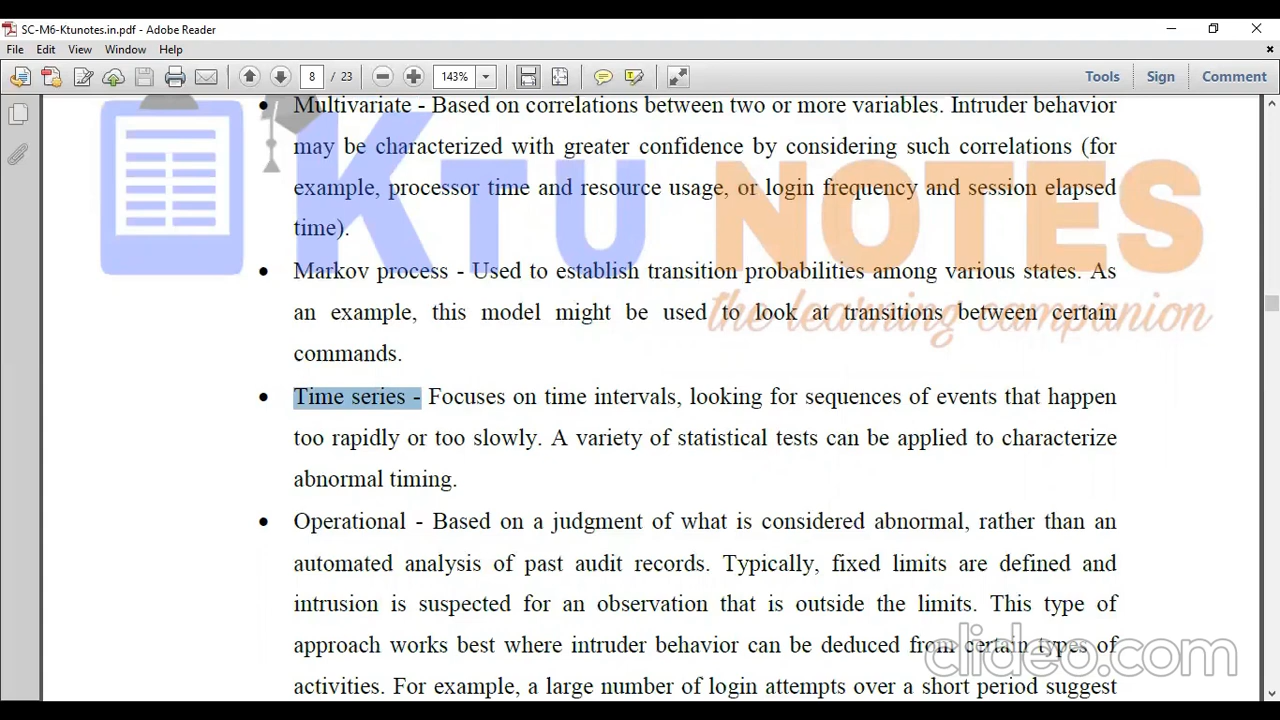 SC-M6-Ktunotes.in.pdf - Adobe Reader
File Edit View Window Help
8 / 23 143% Tools Sign Comment
• Multivariate - Based on correlations between two or more variables. Intruder behavior
may be characterized with greater confidence by considering such correlations (for
example, processor time and resource usage, or login frequency and session elapsed
time).
KTU NOTES
the learning companion
• Markov process - Used to establish transition probabilities among various states. As
an example, this model might be used to look at transitions between certain
commands.
• Time series - Focuses on time intervals, looking for sequences of events that happen
too rapidly or too slowly. A variety of statistical tests can be applied to characterize
abnormal timing.
• Operational - Based on a judgment of what is considered abnormal, rather than an
automated analysis of past audit records. Typically, fixed limits are defined and
intrusion is suspected for an observation that is outside the limits. This type of
approach works best where intruder behavior can be deduced from certain types of
activities. For example, a large number of login attempts over a short period suggest
clideo.com